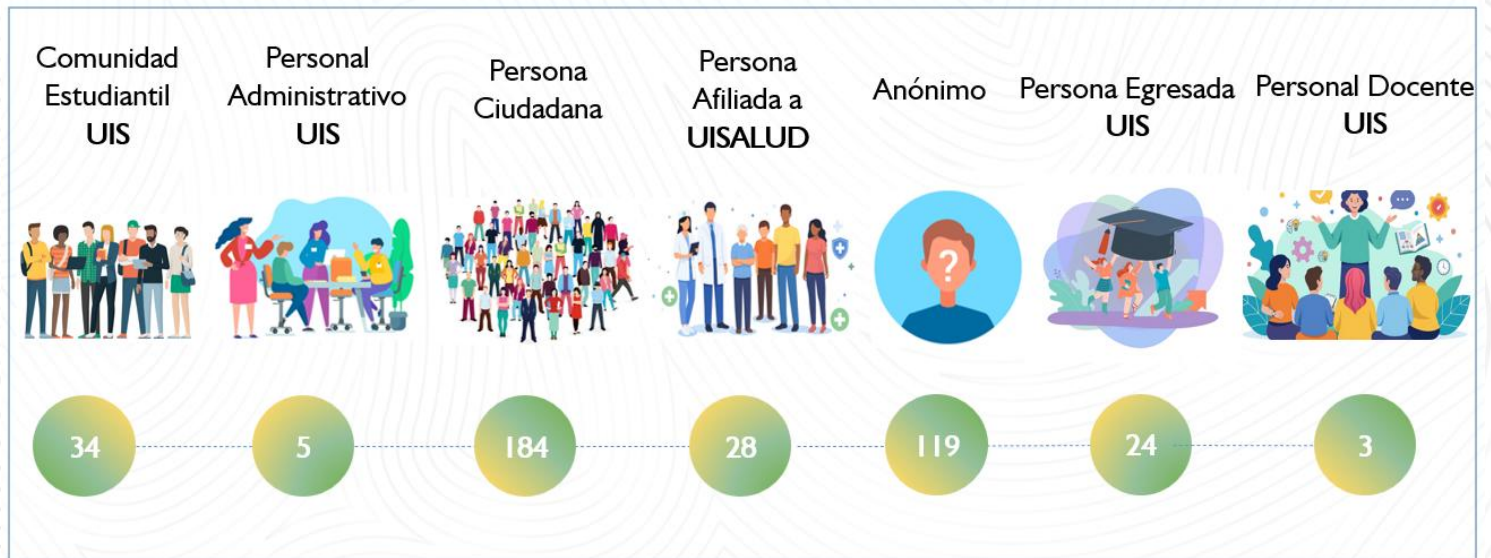 Comunidad
Estudiantil
UIS
Personal
Administrativo
UIS
Persona
Ciudadana
Persona
Afiliada a
UISALUD
Anónimo
Persona Egresada
UIS
Personal Docente
UIS
?
34
5
184
28
119
24
3